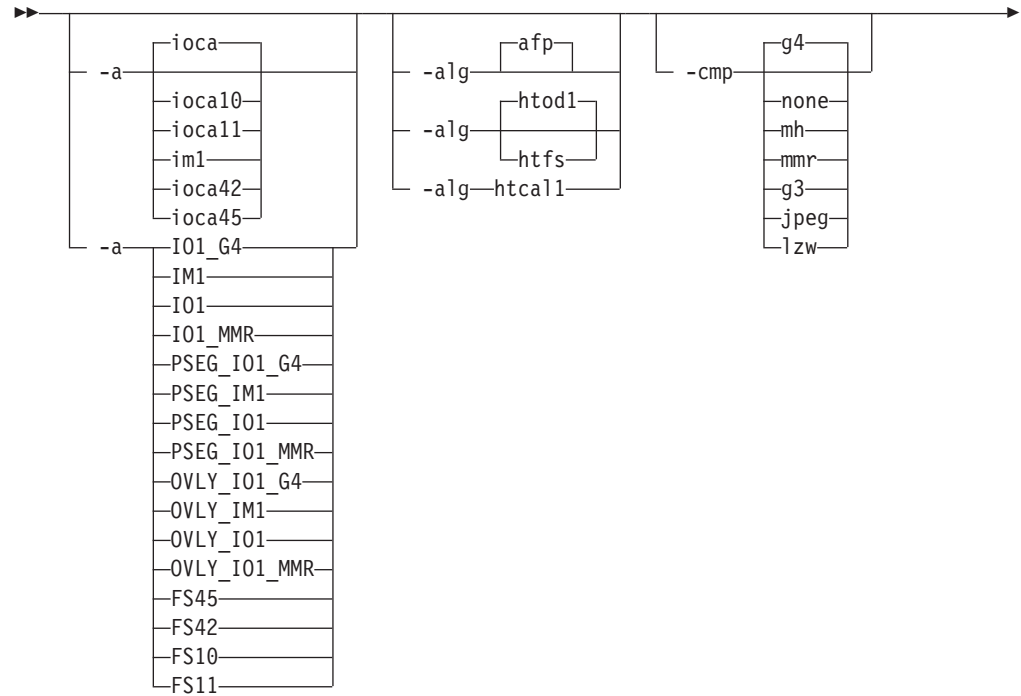 ioca afp g4
-a -alg -cmp
ioca10 htod1 none
ioca11 -alg mh
im1 htfs mmr
ioca42 -alg htcal1 g3
ioca45 jpeg
-a IO1_G4 lzw
IM1
IO1
IO1_MMR
PSEG_IO1_G4
PSEG_IM1
PSEG_IO1
PSEG_IO1_MMR
OVLY_IO1_G4
OVLY_IM1
OVLY_IO1
OVLY_IO1_MMR
FS45
FS42
FS10
FS11